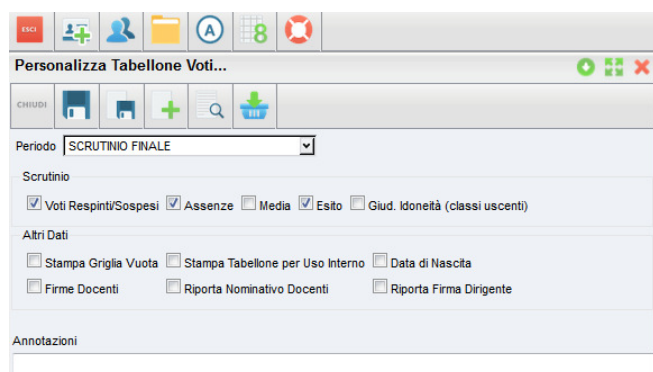 ESCI A 8
Personalizza Tabellone Voti...
CHIUDI
Periodo SCRUTINIO FINALE
Scrutinio
Voti Respinti/Sospesi Assenze Media Esito Giud. Idoneità (classi uscenti)
Altri Dati
Stampa Griglia Vuota Stampa Tabellone per Uso Interno Data di Nascita
Firme Docenti Riporta Nominativo Docenti Riporta Firma Dirigente
Annotazioni